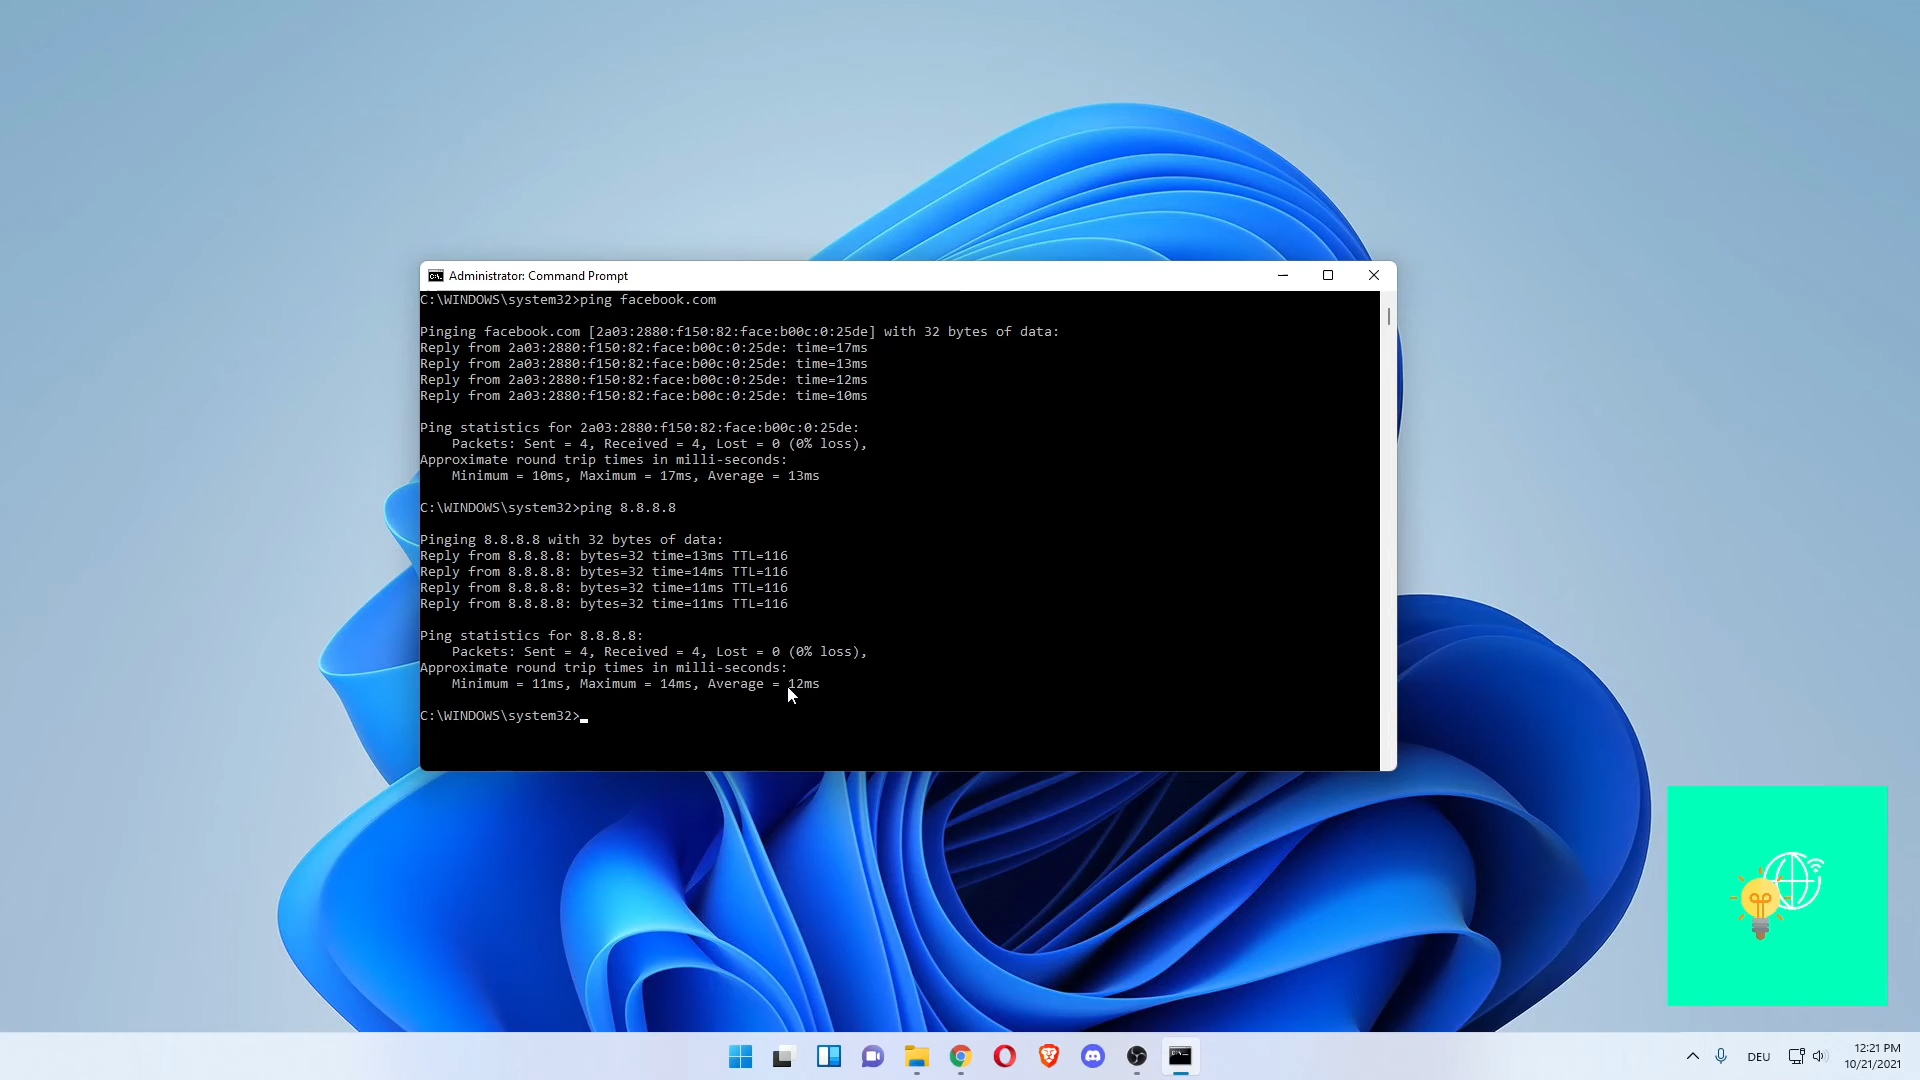 Administrator: Command Prompt
C:\WINDOWS\system32>ping facebook.com
Pinging facebook.com [2a03:2880:f150:82:face:b00c:0:25de] with 32 bytes of data:
Reply from 2a03:2880:f150:82:face:b00c:0:25de: time=17ms
Reply from 2a03:2880:f150:82:face:b00c:0:25de: time=13ms
Reply from 2a03:2880:f150:82:face:b00c:0:25de: time=12ms
Reply from 2a03:2880:f150:82:face:b00c:0:25de: time=10ms
Ping statistics for 2a03:2880:f150:82:face:b00c:0:25de:
Packets: Sent = 4, Received = 4, Lost = 0 (0% loss),
Approximate round trip times in milli-seconds:
Minimum = 10ms, Maximum = 17ms, Average = 13ms
C:\WINDOWS\system32>ping 8.8.8.8
Pinging 8.8.8.8 with 32 bytes of data:
Reply from 8.8.8.8: bytes=32 time=13ms TTL=116
Reply from 8.8.8.8: bytes=32 time=14ms TTL=116
Reply from 8.8.8.8: bytes=32 time=11ms TTL=116
Reply from 8.8.8.8: bytes=32 time=11ms TTL=116
Ping statistics for 8.8.8.8:
Packets: Sent = 4, Received = 4, Lost = 0 (0% loss),
Approximate round trip times in milli-seconds:
Minimum = 11ms, Maximum = 14ms, Average = 12ms
C:\WINDOWS\system32>
DEU
12:21 PM
10/21/2021